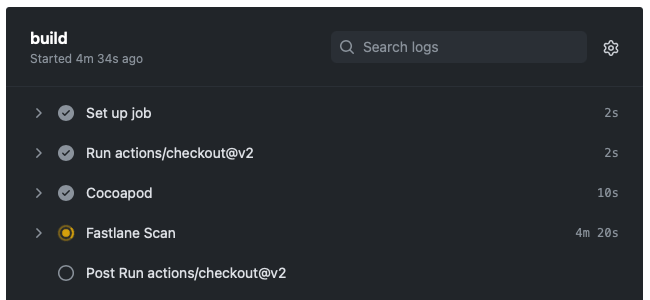 build
Started 4m 34s ago
Search logs
Set up job 2s
Run actions/checkout@v2 2s
Cocoapod 10s
Fastlane Scan 4m 20s
Post Run actions/checkout@v2